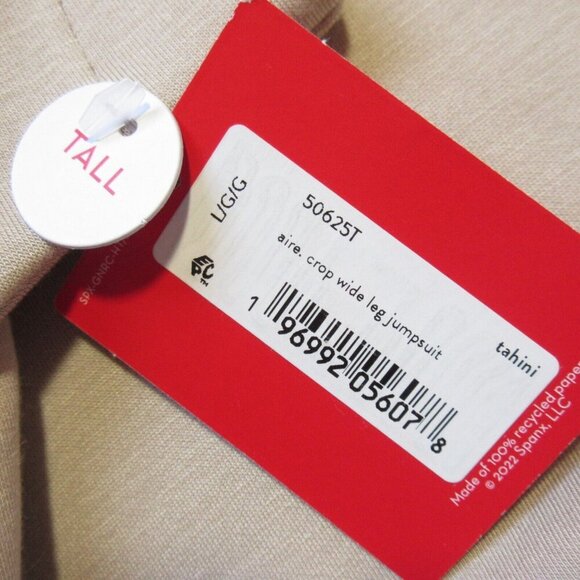 TALL
L/G/G
50625T
aire. crop wide leg jumpsuit
tahini
EPC™
1 96992 05607 8
Made of 100% recycled paper
© 2022 Spanx, LLC